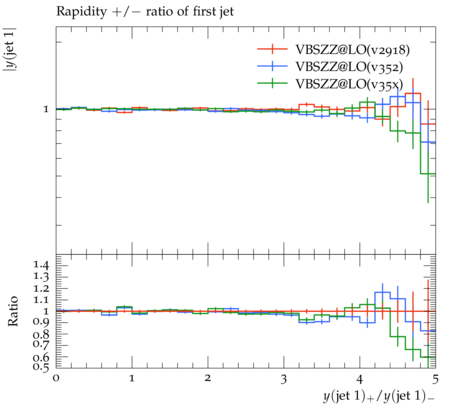 Rapidity +/− ratio of first jet
|y(jet 1)|
VBSZZ@LO(v2918)
VBSZZ@LO(v352)
VBSZZ@LO(v35x)
1
Ratio
1.4
1.3
1.2
1.1
1
0.9
0.8
0.7
0.6
0.5
0 1 2 3 4 5
y(jet 1)₊/y(jet 1)₋